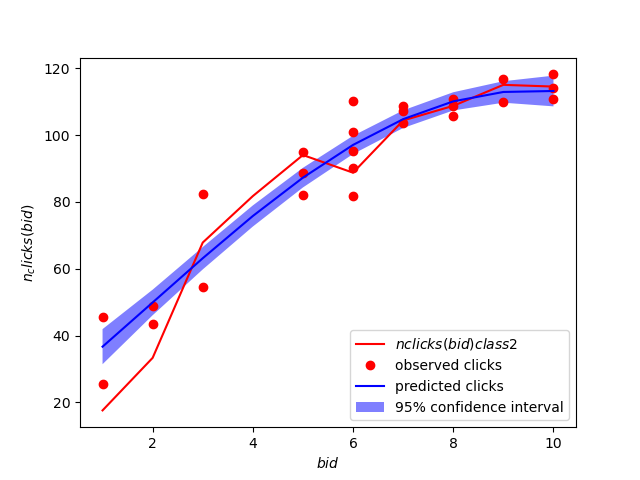 120
100
80
60
40
20
n_clicks(bid)
nclicks(bid)class2
observed clicks
predicted clicks
95% confidence interval
2
4
6
8
10
bid